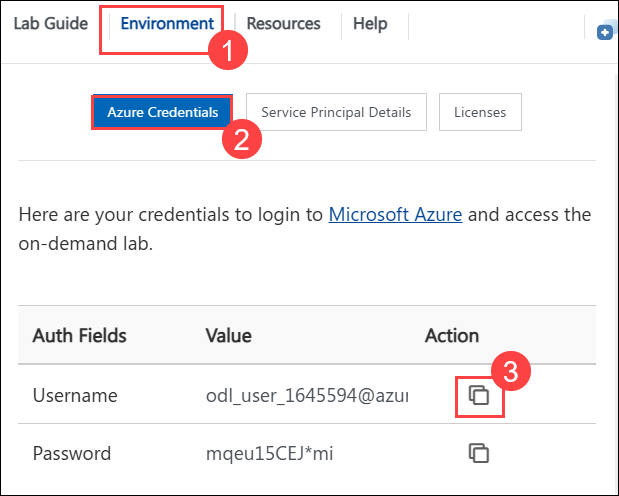 Lab Guide Environment Resources Help
1
Azure Credentials Service Principal Details Licenses
2
Here are your credentials to login to Microsoft Azure and access the
on-demand lab.
Auth Fields Value Action
3
Username odl_user_1645594@azur
Password mqeu15CEJ*mi